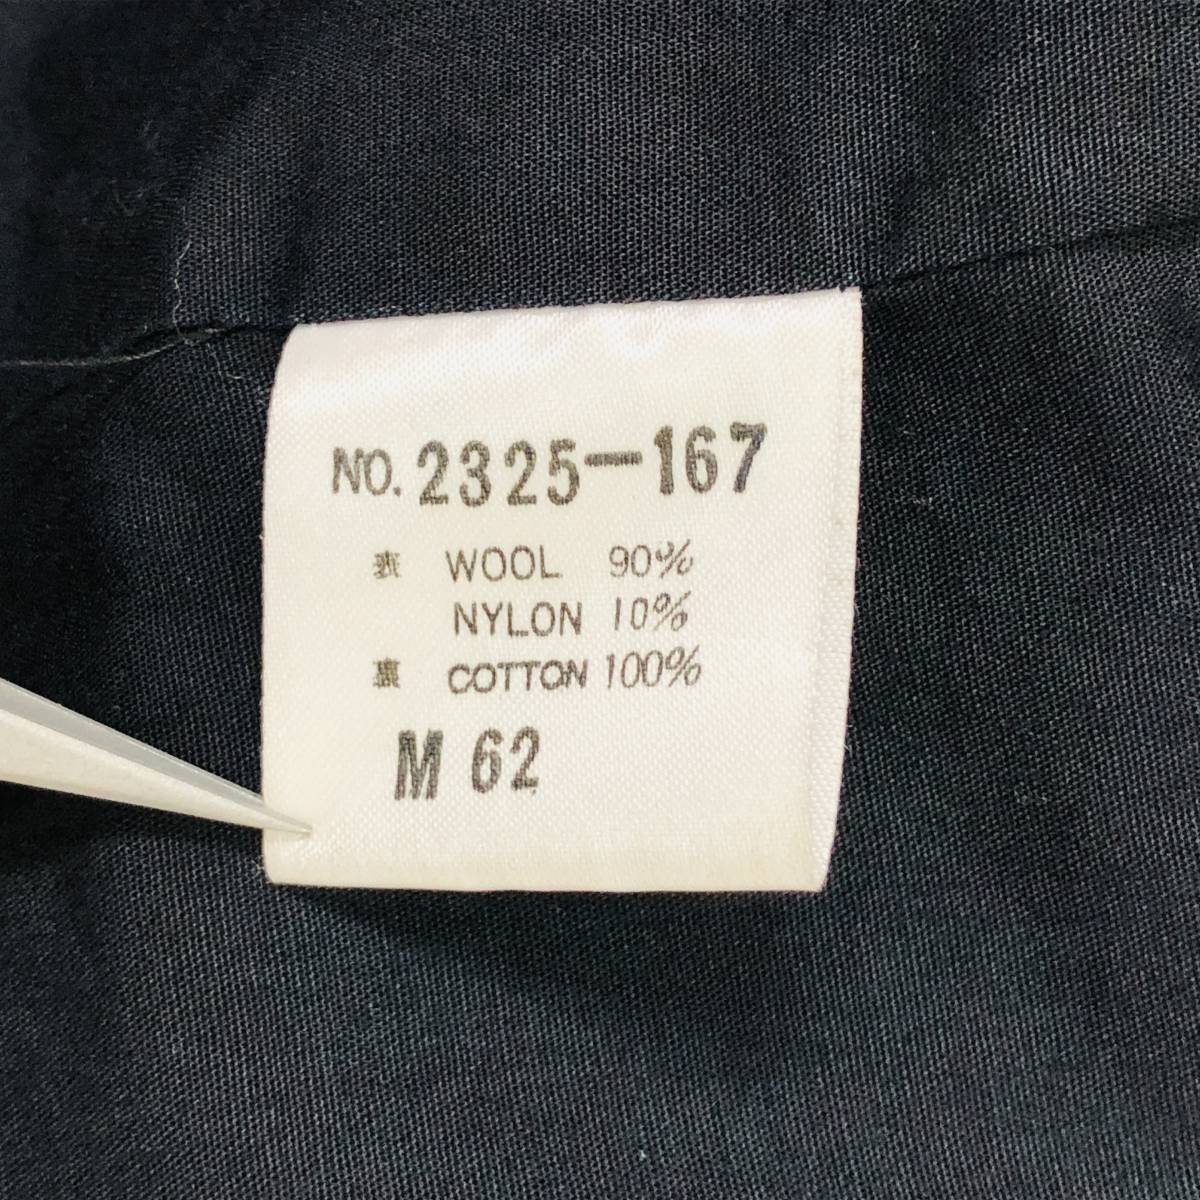 NO. 2325-167
表 WOOL 90%
NYLON 10%
裏 COTTON 100%
M 62